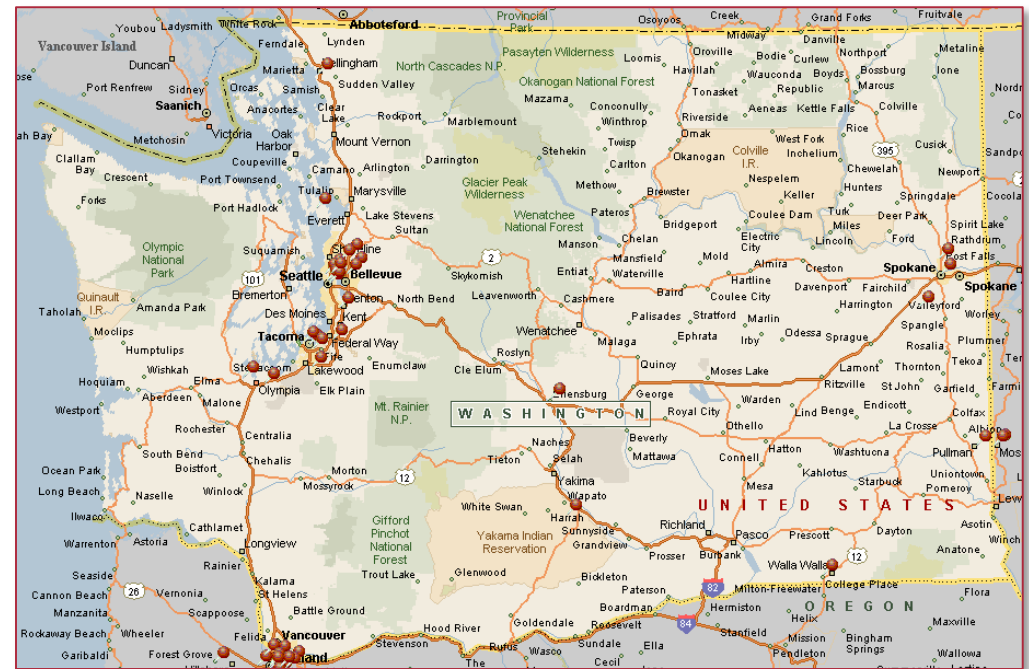 Youbou
Ladysmith
White Rock
Abbotsford
Provincial
Park
Osoyoos
Creek
Grand Forks
Fruitvale
Vancouver Island
Ferndale
Lynden
Midway
Danville
Metaline
Duncan
Marietta
ellingham
North Cascades N.P.
Pasayten Wilderness
Loomis
Oroville
Bodie
Curlew
Northport
Havillah
Wauconda
Boyds
Bossburg
Ione
Port Renfrew
Sidney
Orcas
Samish
Sudden Valley
Okanogan National Forest
Tonasket
Republic
Marcus
Saanich
Anacortes
Clear
Lake
Rockport
Marblemount
Mazama
Conconully
Winthrop
Riverside
Aeneas
Kettle Falls
Colville
Metchosin
Victoria
Oak
Harbor
Mount Vernon
Twisp
Omak
West Fork
Rice
395
Cusick
ah Bay
Clallam
Bay
Coupeville
Camano
Arlington
Darrington
Stehekin
Carlton
Okanogan
Colville
I.R.
Inchelium
Chewelah
Newport
Crescent
Port Townsend
Tulalip
Marysville
Glacier Peak
Wilderness
Methow
Brewster
Nespelem
Keller
Hunters
Springdale
Forks
Port Hadlock
Everett
Lake Stevens
Sultan
Wenatchee
National Forest
Pateros
Bridgeport
Coulee Dam
Turk
Miles
Deer Park
Spirit Lake
Olympic
National
Park
Suquamish
Manson
Chelan
Electric
City
Lincoln
Ford
Rathdrum
Post Falls
2
Mansfield
Mold
Almira
Creston
Spokane
101
Seattle
Bellevue
Skykomish
Entiat
Waterville
Hartline
Davenport
Fairchild
Spokane
Quinault
I.R.
Amanda Park
Bremerton
Renton
North Bend
Leavenworth
Cashmere
Baird
Coulee City
Harrington
Valleyford
Taholah
Des Moines
Kent
Palisades
Stratford
Marlin
Spangle
Worley
Moclips
Tacoma
Federal Way
Wenatchee
Malaga
Ephrata
Irby
Odessa
Sprague
Rosalia
Plummer
Humptulips
Fife
Roslyn
Tekoa
Wishkah
Lakewood
Enumclaw
Cle Elum
Quincy
Moses Lake
Lamont
Thornton
Hoquiam
Elma
Olympia
Elk Plain
Ellensburg
George
Ritzville
St John
Garfield
Farmi
Aberdeen
Malone
Mt. Rainier
N.P.
WASHINGTON
Royal City
Warden
Lind
Benge
Endicott
Colfax
Westport
Rochester
Centralia
Naches
Beverly
Othello
La Crosse
Albion
South Bend
Boistfort
Chehalis
Tieton
Selah
Mattawa
Connell
Hatton
Washtucna
Pullman
Mos
Ocean Park
Morton
12
Yakima
Kahlotus
Uniontown
Long Beach
Naselle
Winlock
Mossyrock
Wapato
Mesa
Starbuck
Pomeroy
Ilwaco
White Swan
Harrah
UNITED STATES
Lew
Cathlamet
Gifford
Pinchot
National
Forest
Yakama Indian
Reservation
Sunnyside
Richland
Pasco
Prescott
Dayton
Asotin
Warrenton
Astoria
Longview
Grandview
Prosser
Burbank
12
Anatone
Winch
Rainier
Trout Lake
Glenwood
Bickleton
Walla Walla
Seaside
Kalama
Paterson
82
Milton-Freewater
College Place
Cannon Beach
26
Vernonia
St Helens
Boardman
Hermiston
OREGON
Flora
Manzanita
Scappoose
Battle Ground
Goldendale
Roosevelt
84
Helix
Maxville
Rockaway Beach
Wheeler
Felida
Vancouver
Hood River
Stanfield
Mission
Bingham
Springs
Garibaldi
Forest Grove
land
Stevenson
The
Rufus
Wasco
Sundale
Cecil
Ella
Pendleton
Wallowa